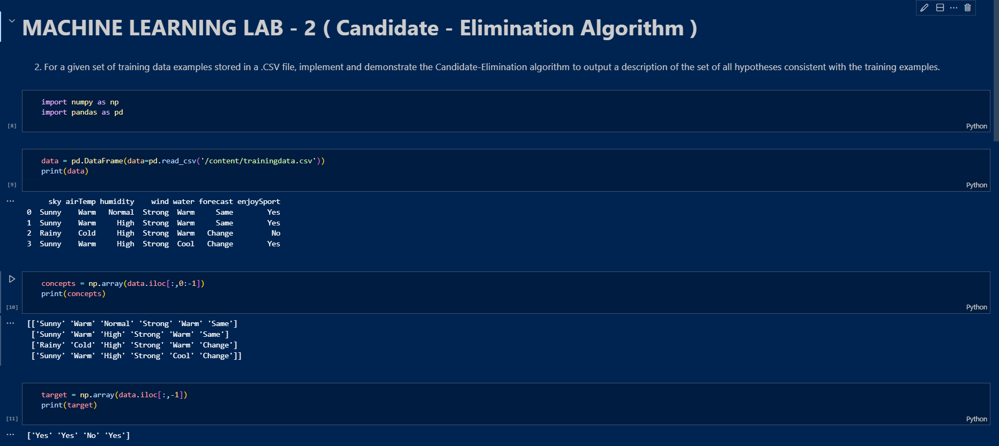 MACHINE LEARNING LAB - 2 ( Candidate - Elimination Algorithm )
2. For a given set of training data examples stored in a .CSV file, implement and demonstrate the Candidate-Elimination algorithm to output a description of the set of all hypotheses consistent with the training examples.
import numpy as np
import pandas as pd
[8]
Python
data = pd.DataFrame(data=pd.read_csv('/content/trainingdata.csv'))
print(data)
[9]
Python
sky airTemp humidity wind water forecast enjoySport
0 Sunny Warm Normal Strong Warm Same Yes
1 Sunny Warm High Strong Warm Same Yes
2 Rainy Cold High Strong Warm Change No
3 Sunny Warm High Strong Cool Change Yes
concepts = np.array(data.iloc[:,0:-1])
print(concepts)
[10]
Python
[['Sunny' 'Warm' 'Normal' 'Strong' 'Warm' 'Same']
['Sunny' 'Warm' 'High' 'Strong' 'Warm' 'Same']
['Rainy' 'Cold' 'High' 'Strong' 'Warm' 'Change']
['Sunny' 'Warm' 'High' 'Strong' 'Cool' 'Change']]
target = np.array(data.iloc[:,-1])
print(target)
[11]
Python
['Yes' 'Yes' 'No' 'Yes']